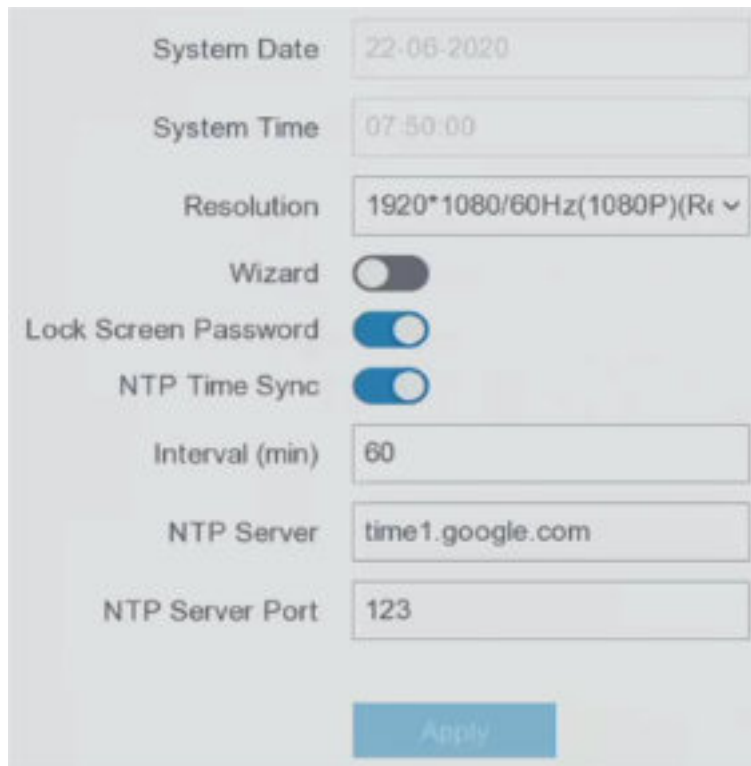 System Date 22-06-2020
System Time 07:50:00
Resolution 1920*1080/60Hz(1080P)(Re
Wizard
Lock Screen Password
NTP Time Sync
Interval (min) 60
NTP Server time1.google.com
NTP Server Port 123
Apply